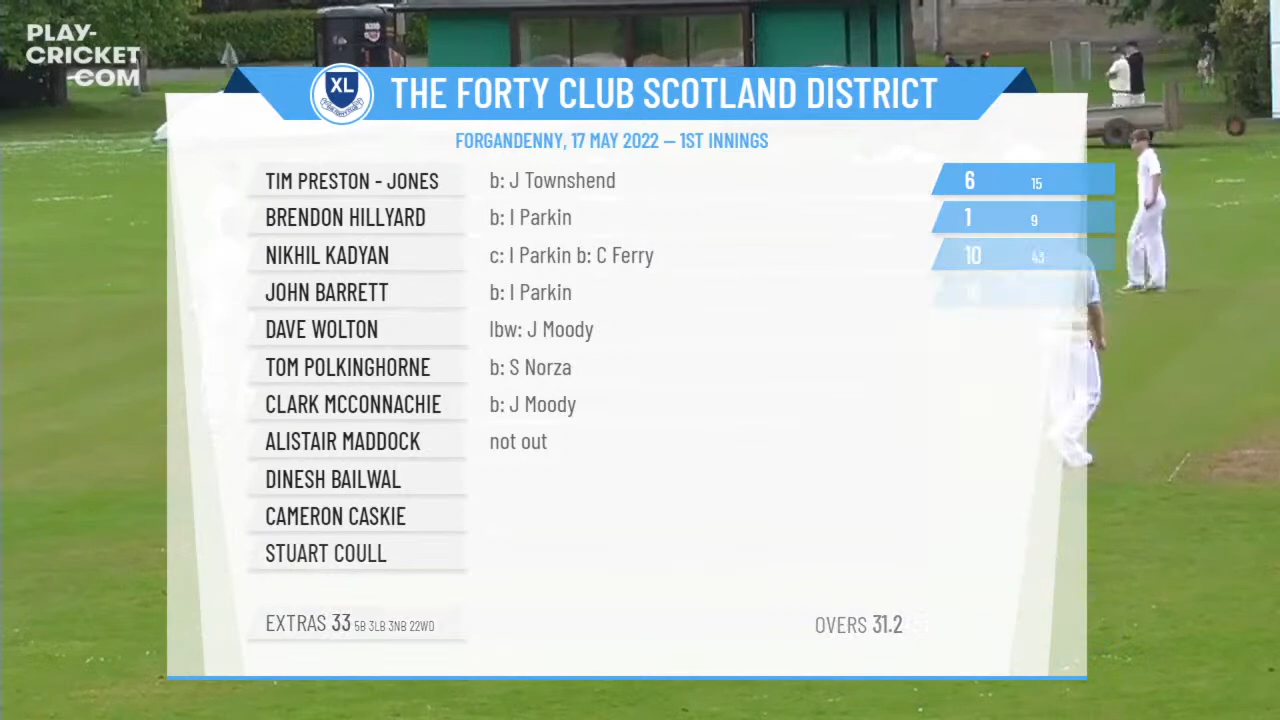 PLAY-
CRICKET
-COM
XL
THE FORTY CLUB SCOTLAND DISTRICT
FORGANDENNY, 17 MAY 2022 – 1ST INNINGS
TIM PRESTON - JONES b: J Townshend 6 15
BRENDON HILLYARD b: I Parkin 1 9
NIKHIL KADYAN c: I Parkin b: C Ferry 10 43
JOHN BARRETT b: I Parkin
DAVE WOLTON lbw: J Moody
TOM POLKINGHORNE b: S Norza
CLARK MCCONNACHIE b: J Moody
ALISTAIR MADDOCK not out
DINESH BAILWAL
CAMERON CASKIE
STUART COULL
EXTRAS 33 5B 3LB 3NB 22WD OVERS 31.2